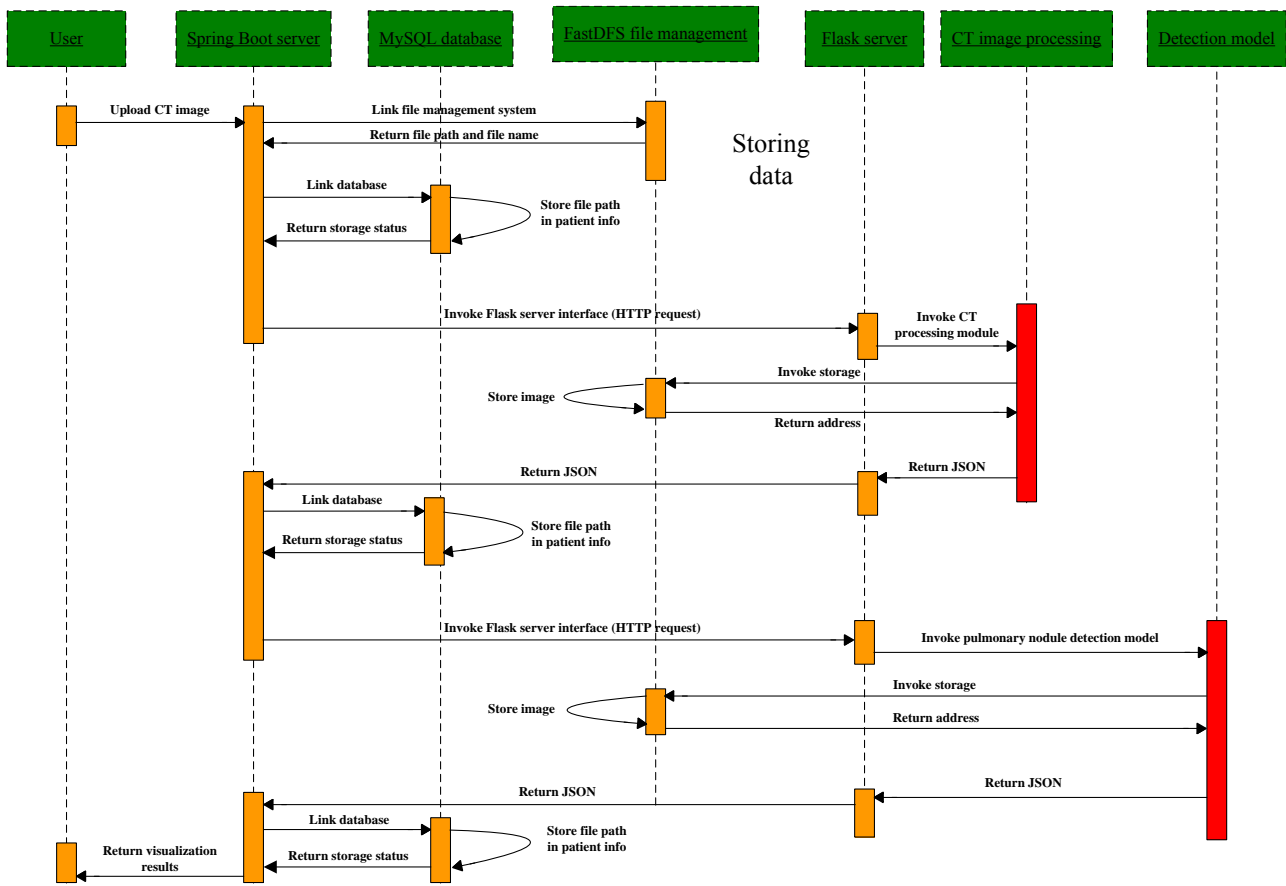 User
Spring Boot server
MySQL database
FastDFS file management
Flask server
CT image processing
Detection model
Upload CT image
Link file management system
Return file path and file name
Storing
data
Link database
Store file path
in patient info
Return storage status
Invoke Flask server interface (HTTP request)
Invoke CT
processing module
Invoke storage
Store image
Return address
Return JSON
Return JSON
Link database
Store file path
in patient info
Return storage status
Invoke Flask server interface (HTTP request)
Invoke pulmonary nodule detection model
Invoke storage
Store image
Return address
Return JSON
Return JSON
Link database
Store file path
in patient info
Return storage status
Return visualization
results